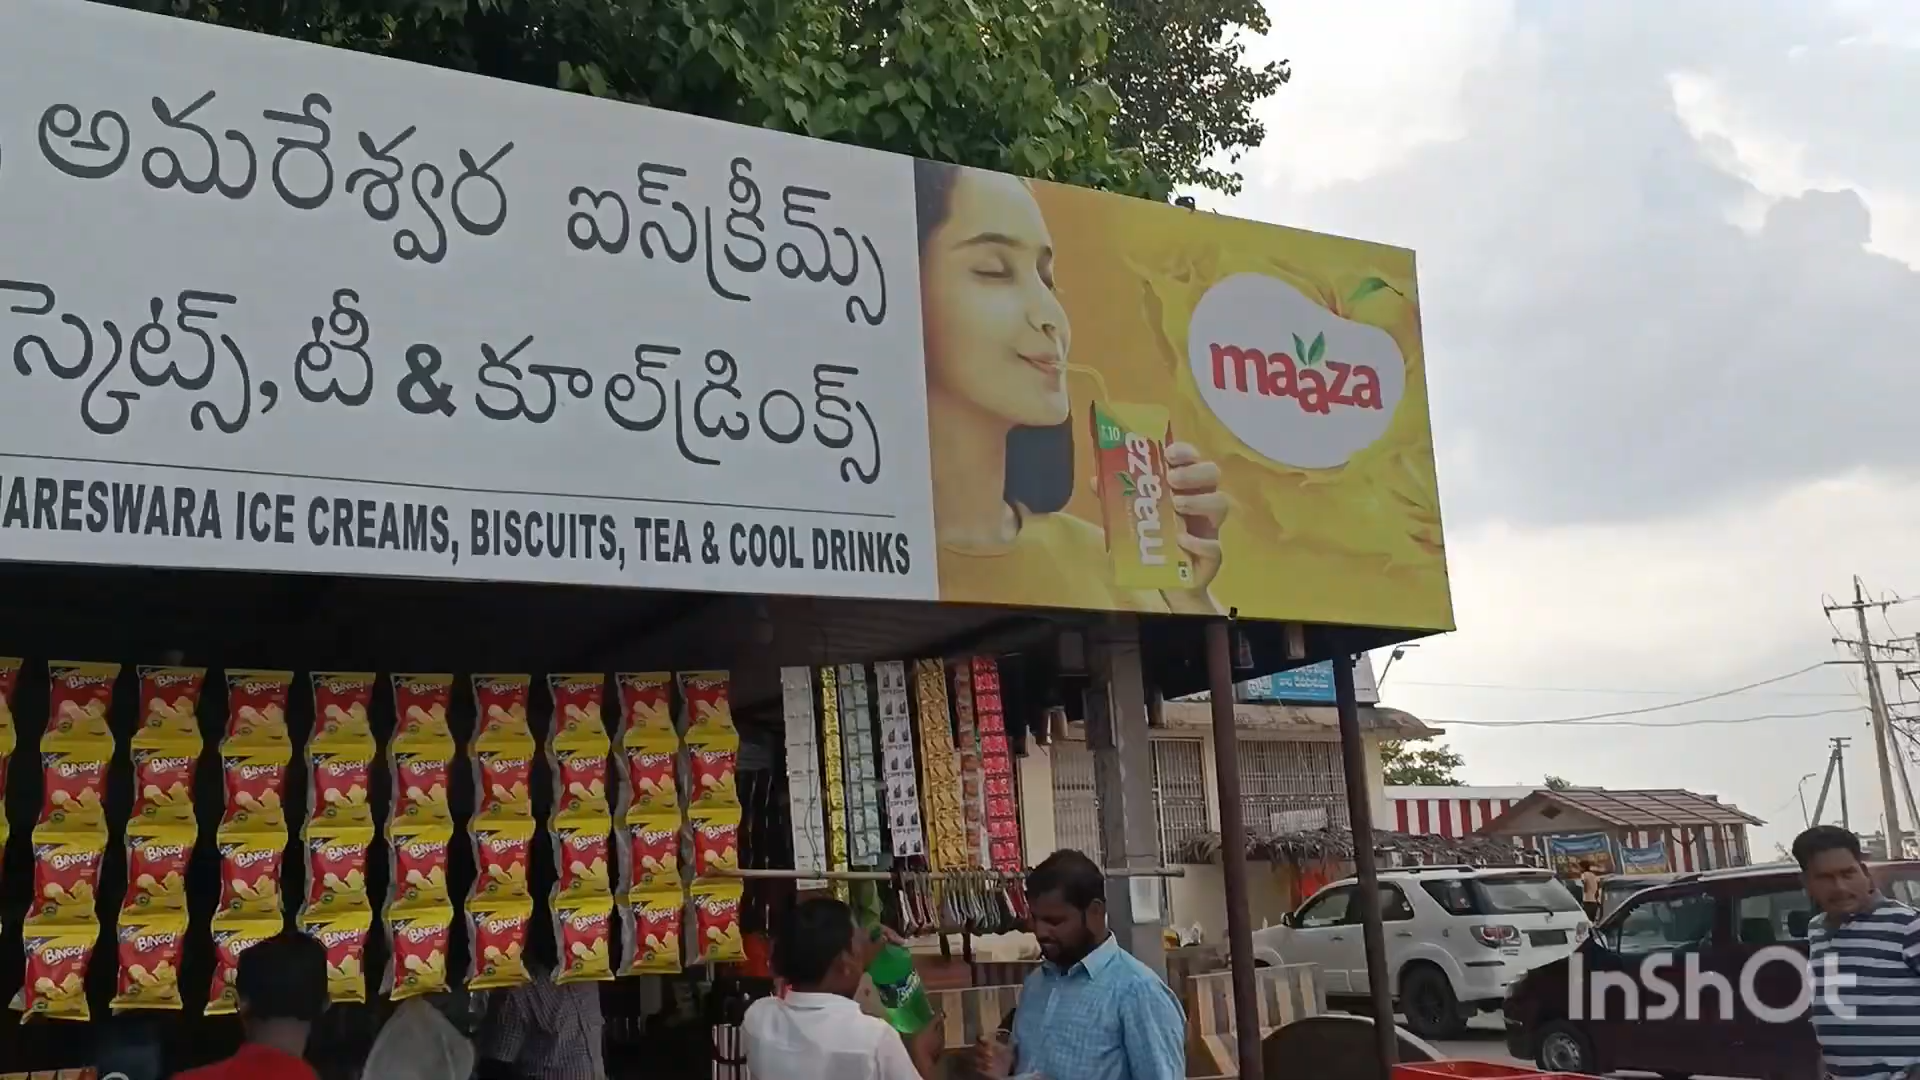 అమరేశ్వర ఐస్‌క్రీమ్స్
స్కెట్స్, టీ & కూల్‌డ్రింక్స్
ARESWARA ICE CREAMS, BISCUITS, TEA & COOL DRINKS
maaza
₹10
maaza
BINGO!
InShOt